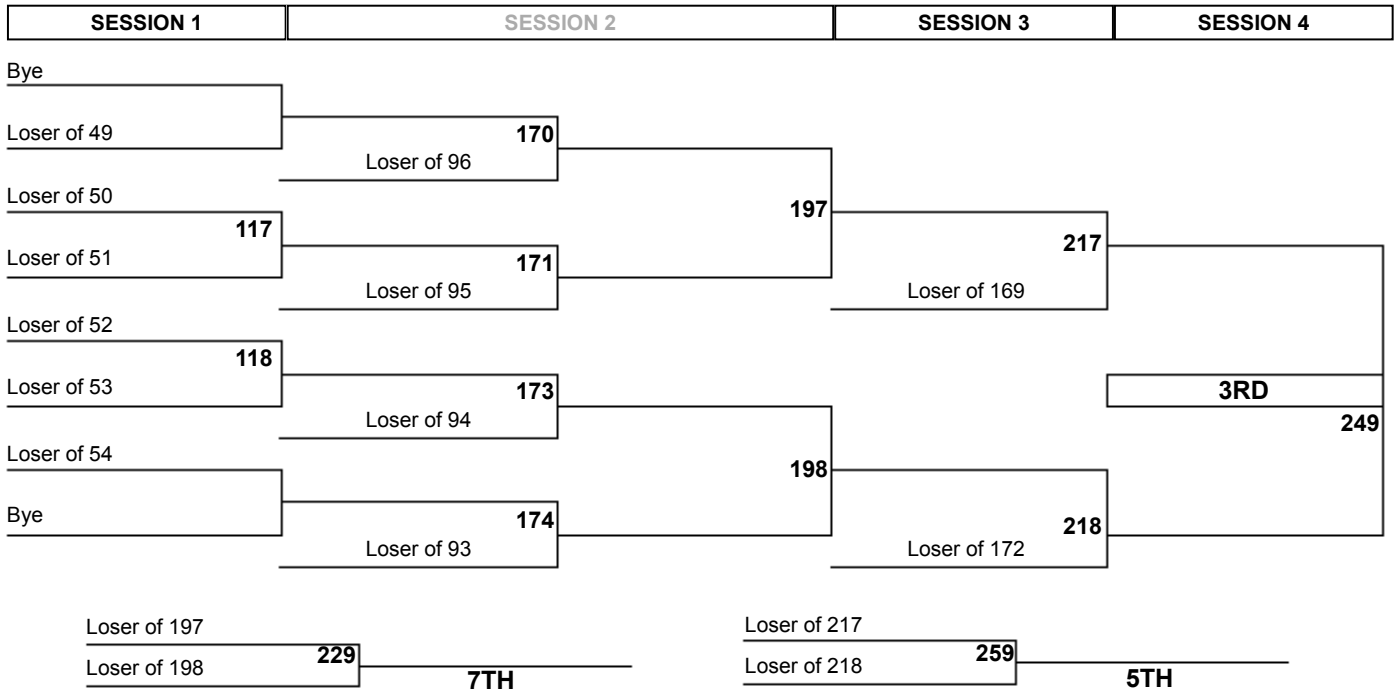 SESSION 1
SESSION 2
SESSION 3
SESSION 4
Bye
Loser of 49
170
Loser of 96
Loser of 50
197
117
217
Loser of 51
171
Loser of 95
Loser of 169
Loser of 52
118
Loser of 53
173
3RD
Loser of 94
249
Loser of 54
198
Bye
174
218
Loser of 93
Loser of 172
Loser of 197
229
Loser of 198
7TH
Loser of 217
259
Loser of 218
5TH